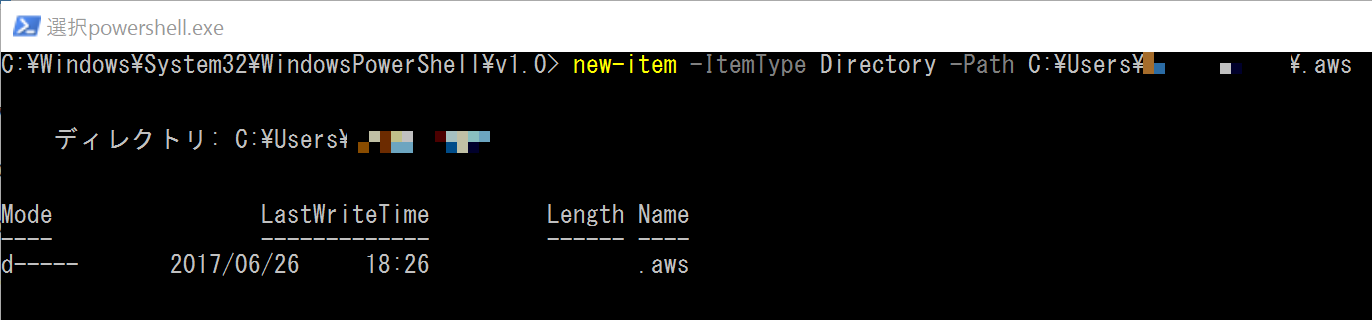 選択powershell.exe
C:¥Windows¥System32¥WindowsPowerShell¥v1.0> new-item -ItemType Directory -Path C:¥Users¥ ¥.aws
ディレクトリ: C:¥Users¥
Mode LastWriteTime Length Name
---- ------------- ------ ----
d----- 2017/06/26 18:26 .aws